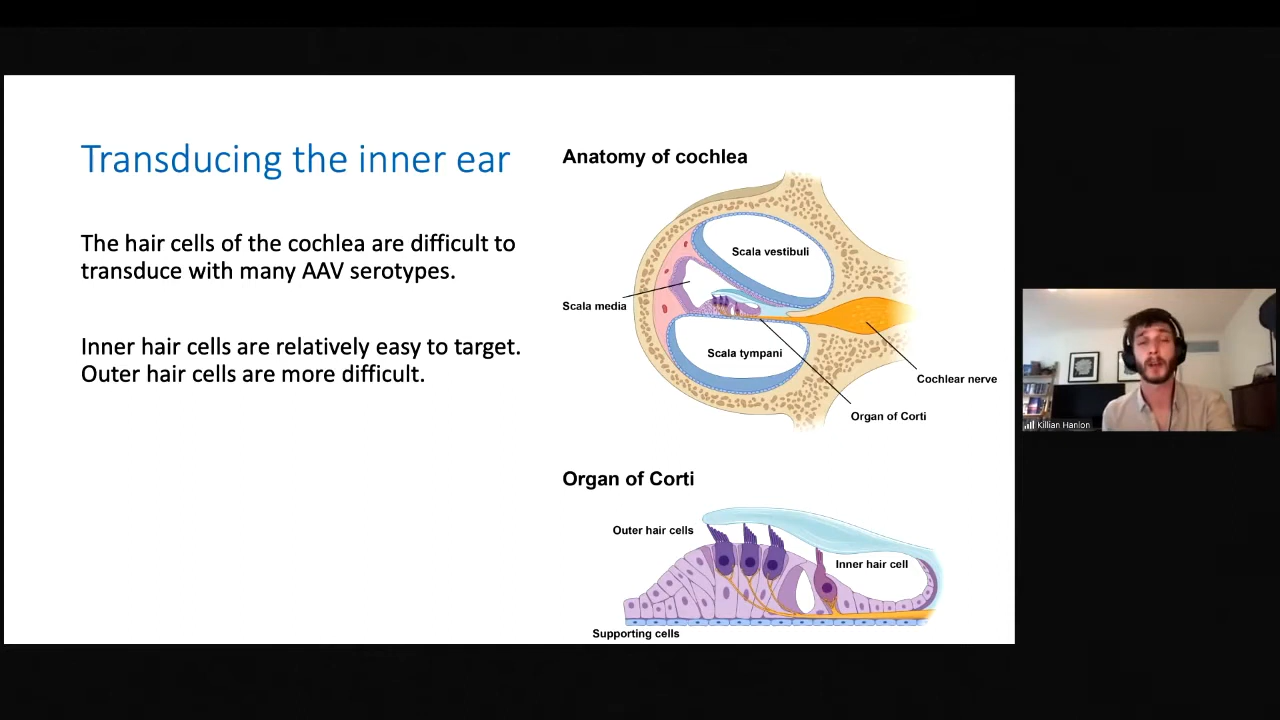 Transducing the inner ear
The hair cells of the cochlea are difficult to
transduce with many AAV serotypes.
Inner hair cells are relatively easy to target.
Outer hair cells are more difficult.
Anatomy of cochlea
Scala vestibuli
Scala media
Scala tympani
Cochlear nerve
Organ of Corti
Organ of Corti
Outer hair cells
Inner hair cell
Supporting cells
Killian Hanlon